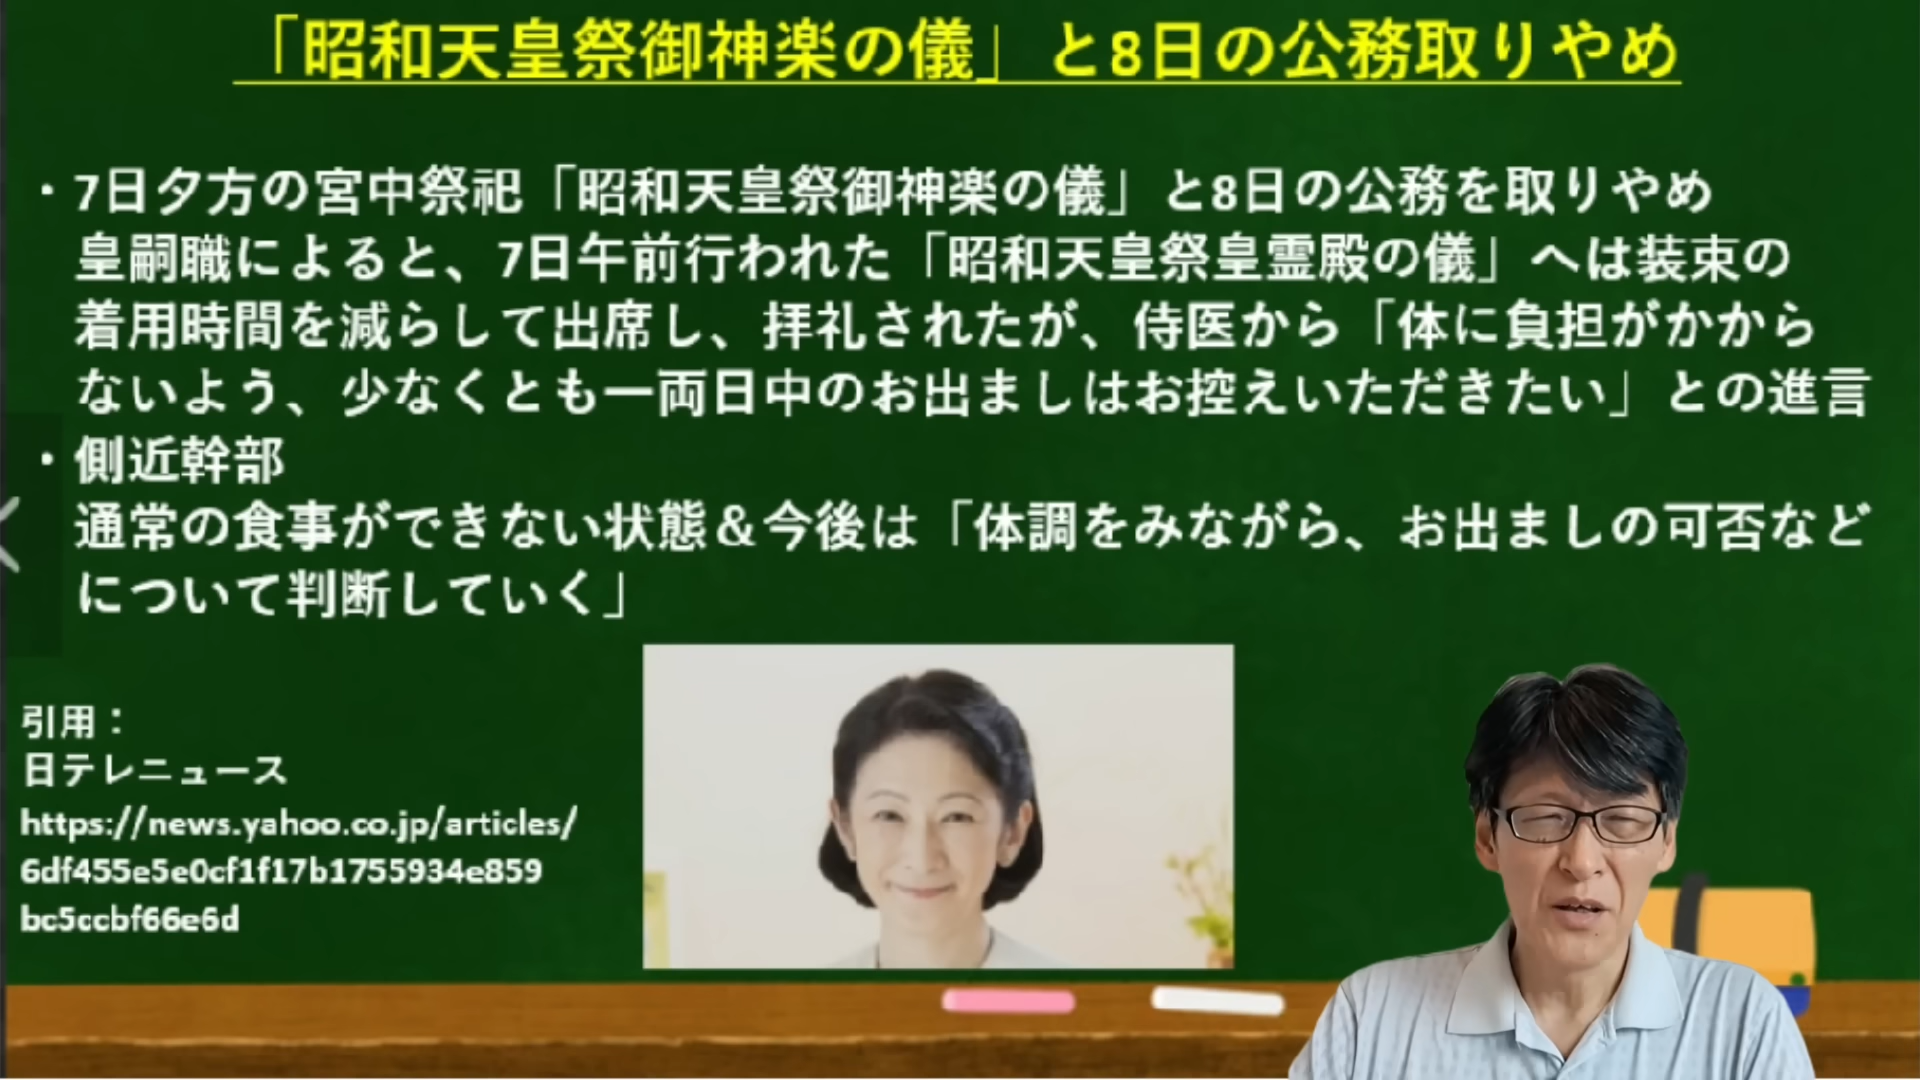 「昭和天皇祭御神楽の儀」と8日の公務取りやめ
・7日夕方の宮中祭祀「昭和天皇祭御神楽の儀」と8日の公務を取りやめ
皇嗣職によると、7日午前行われた「昭和天皇祭皇霊殿の儀」へは装束の
着用時間を減らして出席し、拝礼されたが、侍医から「体に負担がかから
ないよう、少なくとも一両日中のお出ましはお控えいただきたい」との進言
・側近幹部
通常の食事ができない状態＆今後は「体調をみながら、お出ましの可否など
について判断していく」
引用：
日テレニュース
https://news.yahoo.co.jp/articles/
6df455e5e0cf1f17b1755934e859
bc5ccbf66e6d